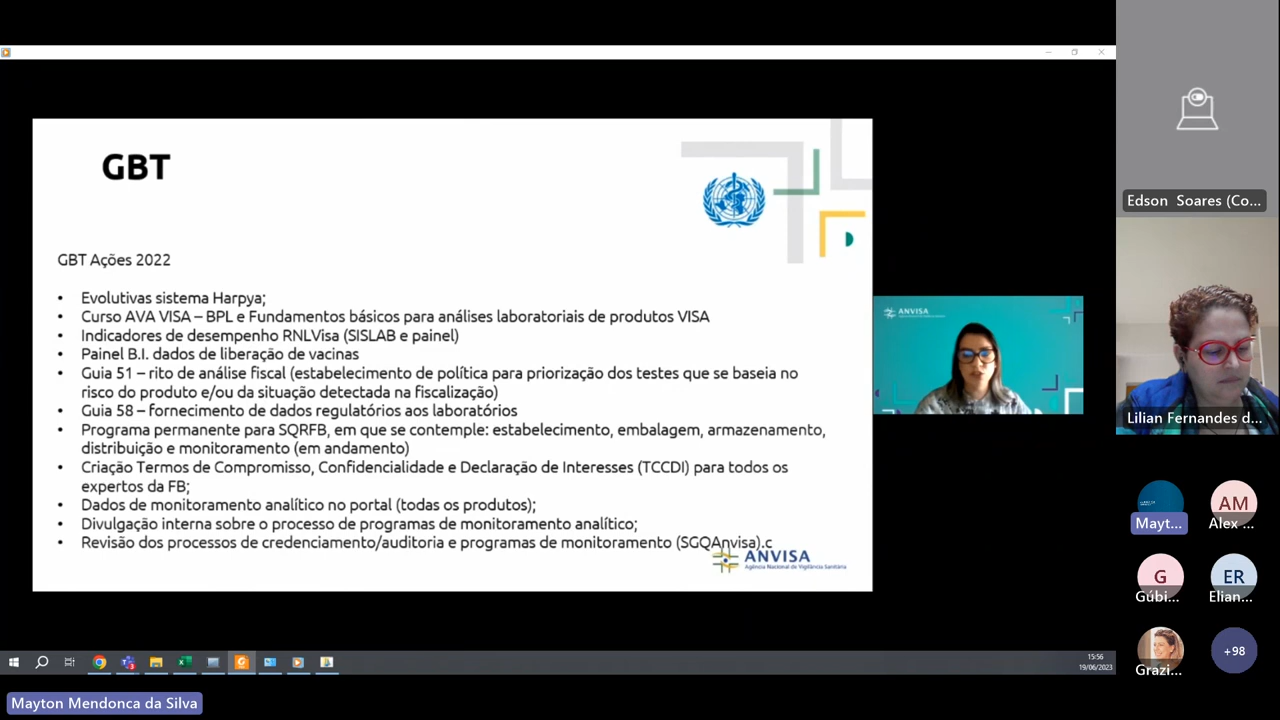 GBT
GBT Ações 2022
• Evolutivas sistema Harpya;
• Curso AVA VISA – BPL e Fundamentos básicos para análises laboratoriais de produtos VISA
• Indicadores de desempenho RNLVisa (SISLAB e painel)
• Painel B.I. dados de liberação de vacinas
• Guia 51 – rito de análise fiscal (estabelecimento de política para priorização dos testes que se baseia no
risco do produto e/ou da situação detectada na fiscalização)
• Guia 58 – fornecimento de dados regulatórios aos laboratórios
• Programa permanente para SQRFB, em que se contemple: estabelecimento, embalagem, armazenamento,
distribuição e monitoramento (em andamento)
• Criação Termos de Compromisso, Confidencialidade e Declaração de Interesses (TCCDI) para todos os
expertos da FB;
• Dados de monitoramento analítico no portal (todas os produtos);
• Divulgação interna sobre o processo de programas de monitoramento analítico;
• Revisão dos processos de credenciamento/auditoria e programas de monitoramento (SGQAnvisa).c
ANVISA
Agência Nacional de Vigilância Sanitária
ANVISA
Edson Soares (Co...
Lilian Fernandes d...
Mayt...
AM
Alex ...
G
Gúbi...
ER
Elian...
Grazi...
+98
15:56
19/06/2023
Mayton Mendonca da Silva